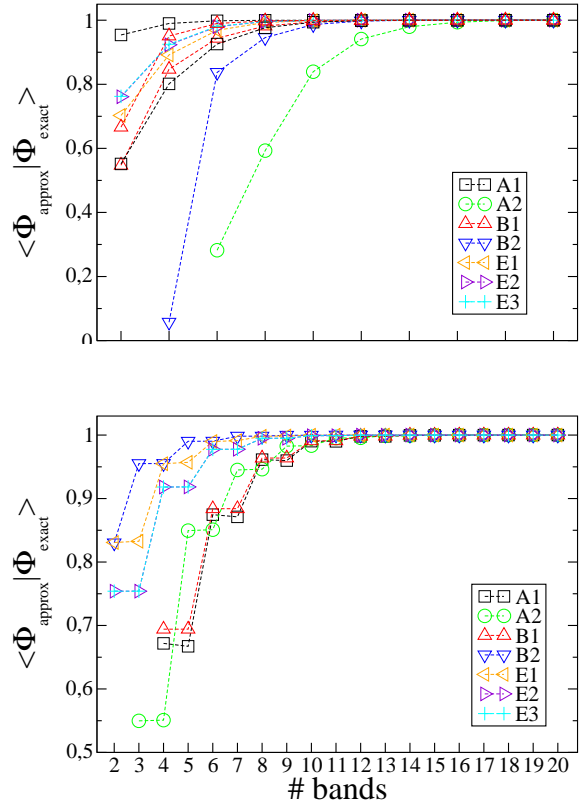 1
0.8
0.6
0.4
0.2
0
<Φapprox|Φexact>
A1
A2
B1
B2
E1
E2
E3
1
0,9
0,8
0,7
0,6
0,5
<Φapprox|Φexact>
A1
A2
B1
B2
E1
E2
E3
2 3 4 5 6 7 8 9 10 11 12 13 14 15 16 17 18 19 20
# bands